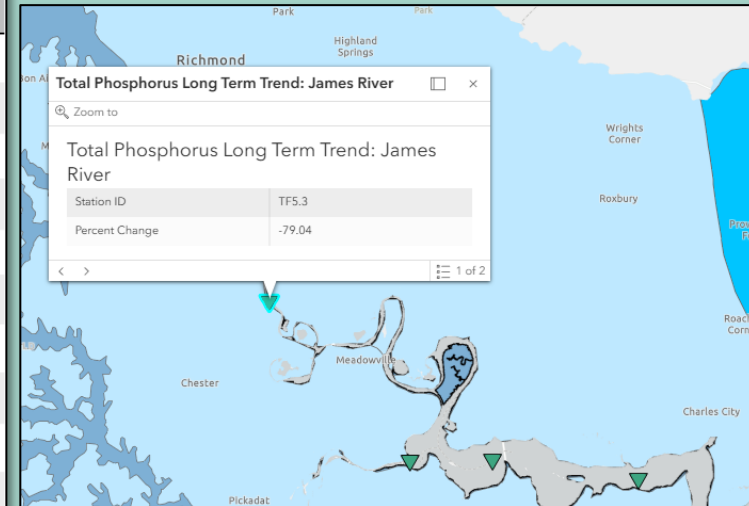 Park
Park
Highland
Springs
Richmond
Total Phosphorus Long Term Trend: James River
Zoom to
Total Phosphorus Long Term Trend: James
River
Station ID TF5.3
Percent Change -79.04
1 of 2
Wrights
Corner
Roxbury
Meadowville
Chester
Charles City
Pickadat